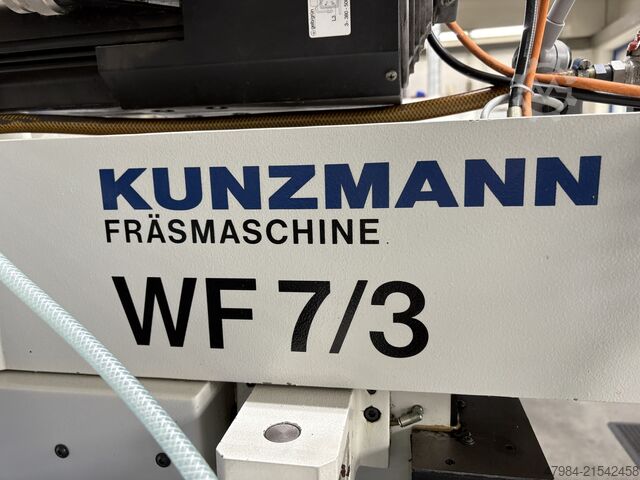 KUNZMANN
FRÄSMASCHINE
WF 7/3
7984-21542458